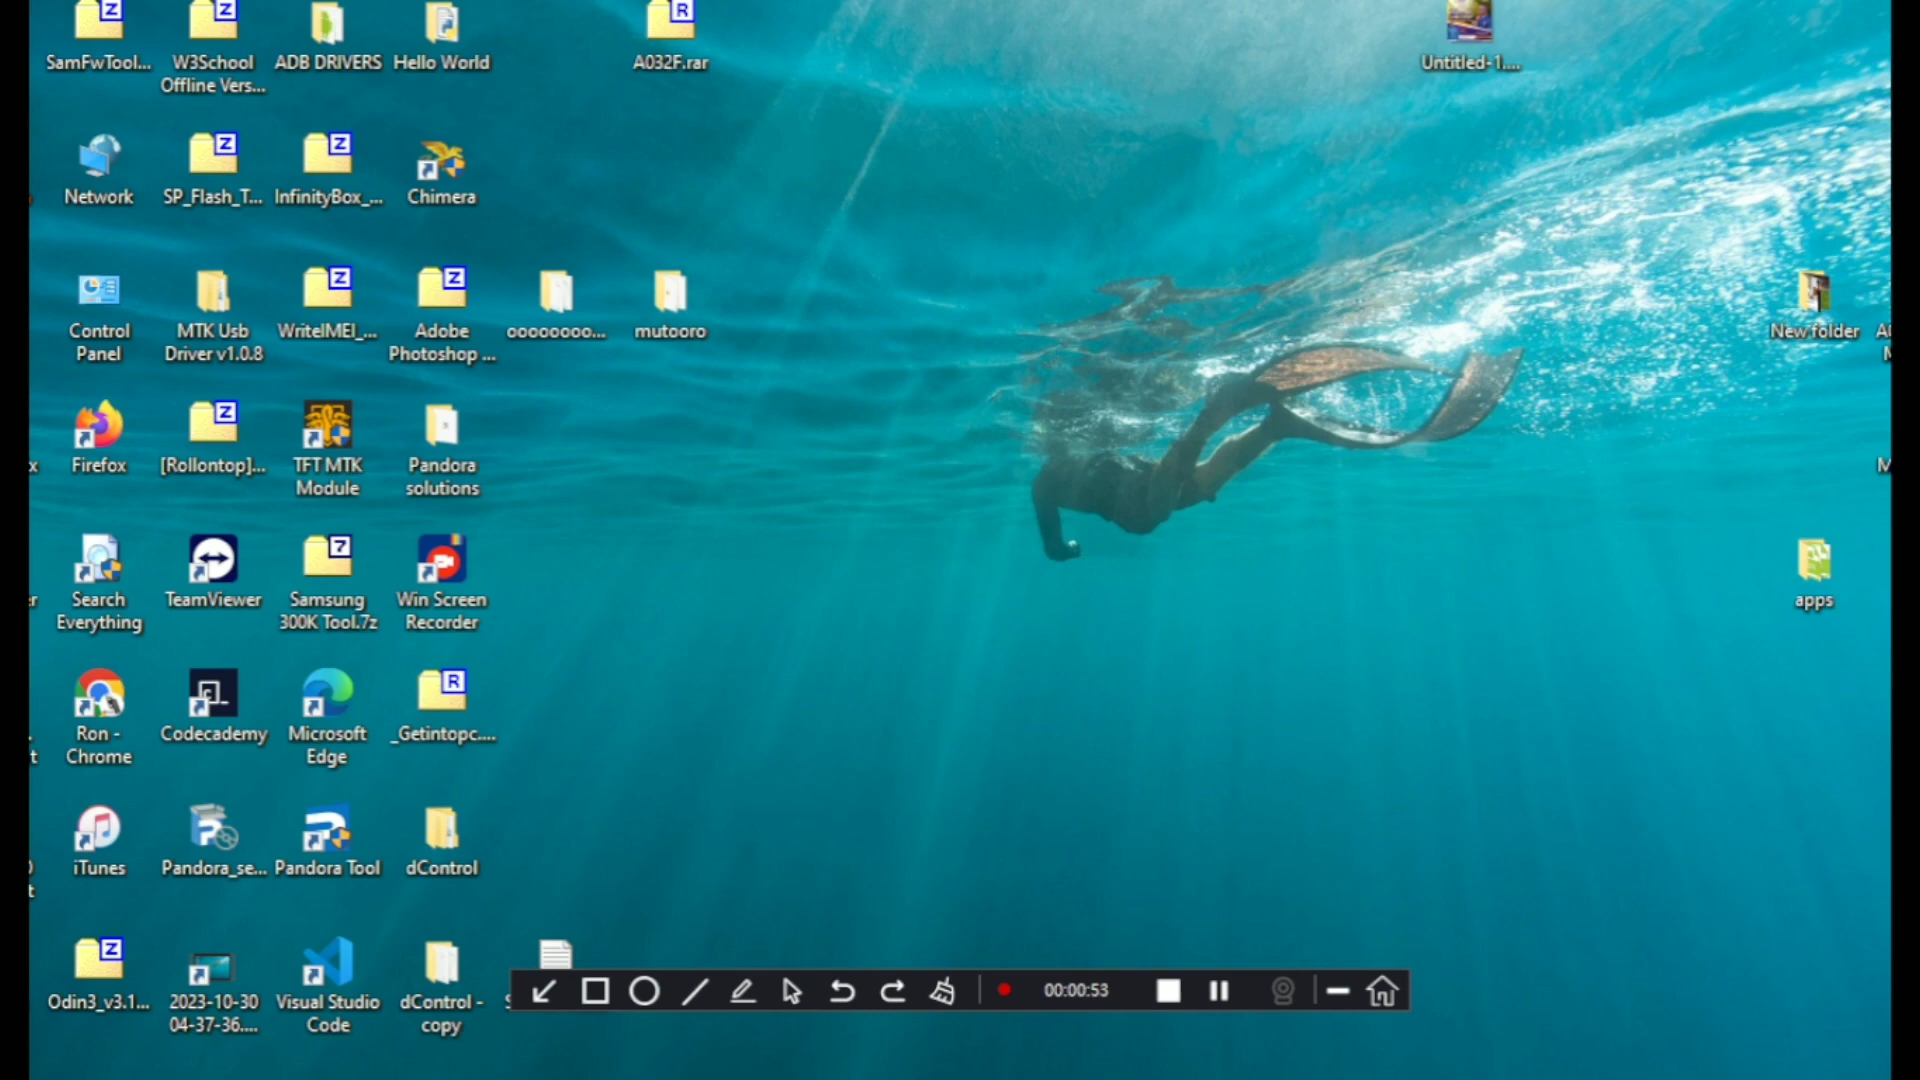 SamFwTool...
W3School
Offline Vers...
ADB DRIVERS
Hello World
A032F.rar
Untitled-1....
Network
SP_Flash_T...
InfinityBox_...
Chimera
Control
Panel
MTK Usb
Driver v1.0.8
WriteIMEI_...
Adobe
Photoshop ...
oooooooo...
mutooro
New folder
Firefox
[Rollontop]...
TFT MTK
Module
Pandora
solutions
Search
Everything
TeamViewer
Samsung
300K Tool.7z
Win Screen
Recorder
apps
Ron -
Chrome
Codecademy
Microsoft
Edge
_Getintopc....
iTunes
Pandora_se...
Pandora Tool
dControl
Odin3_v3.1...
2023-10-30
04-37-36....
Visual Studio
Code
dControl -
copy
00:00:53